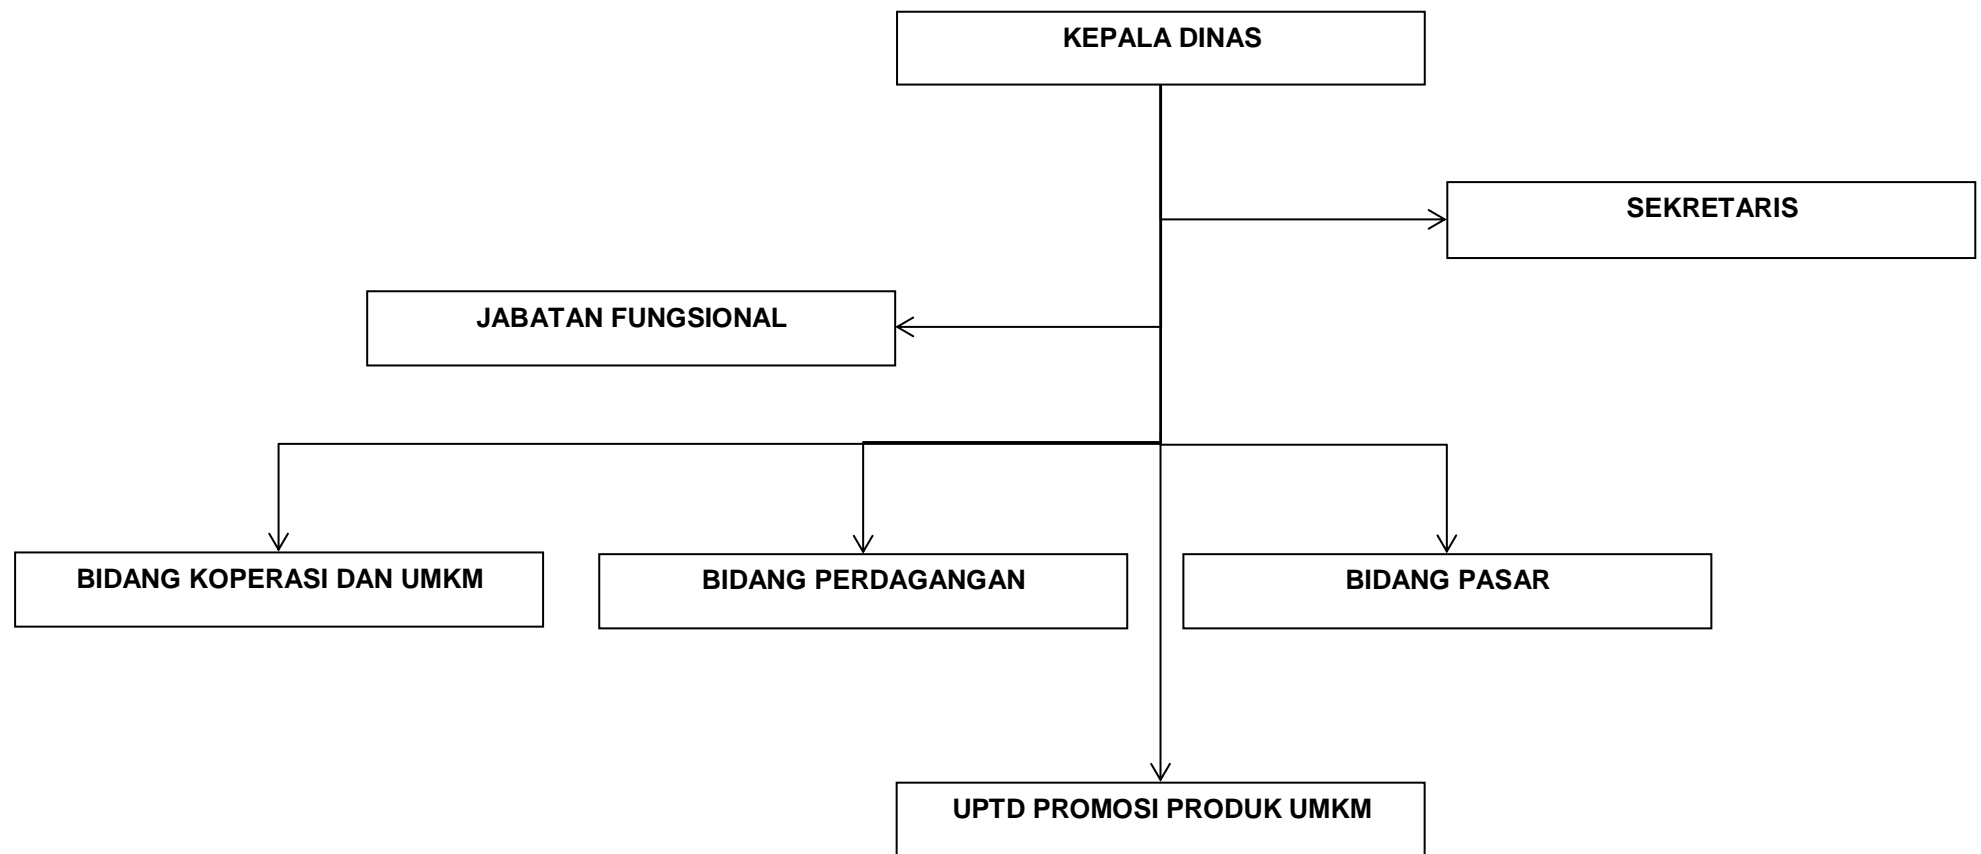 KEPALA DINAS
SEKRETARIS
JABATAN FUNGSIONAL
BIDANG KOPERASI DAN UMKM
BIDANG PERDAGANGAN
BIDANG PASAR
UPTD PROMOSI PRODUK UMKM